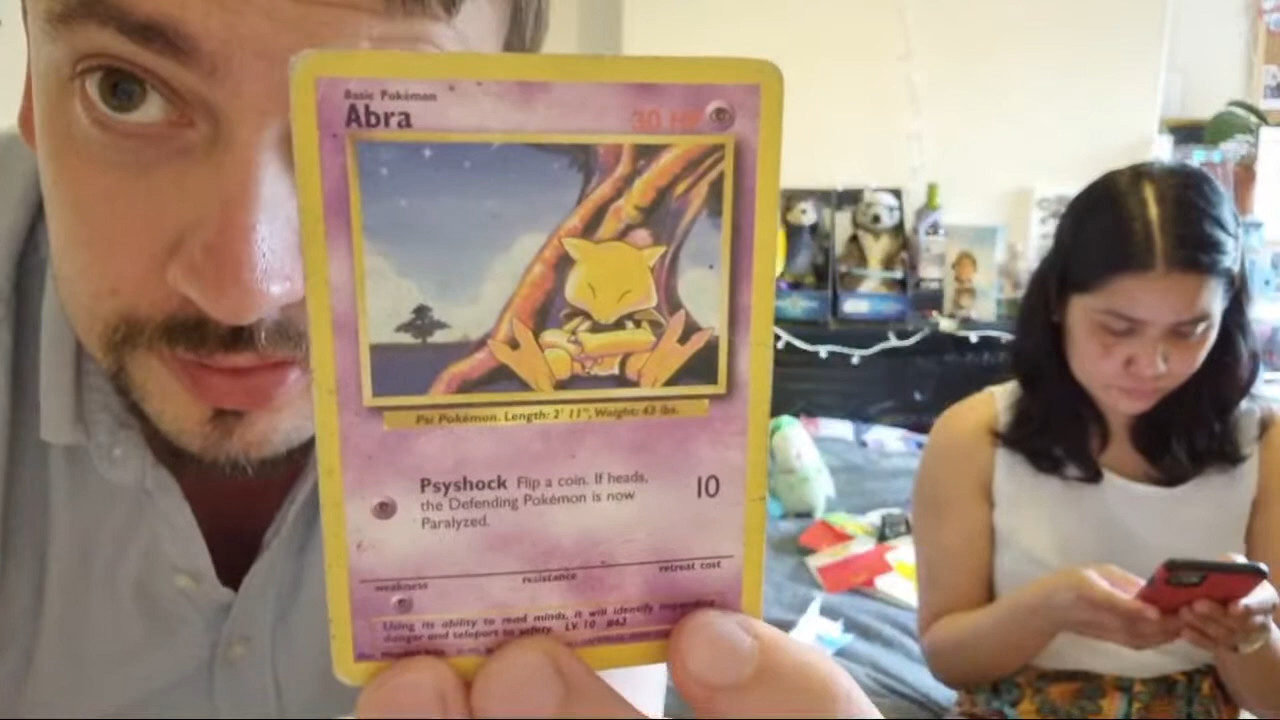 Basic Pokémon
Abra
30 HP
Psi Pokémon. Length: 2' 11", Weight: 43 lbs.
Psyshock Flip a coin. If heads,
the Defending Pokémon is now
Paralyzed.
10
weakness
resistance
retreat cost
Using its ability to read minds, it will identify impending
danger and teleport to safety. LV. 10 #63